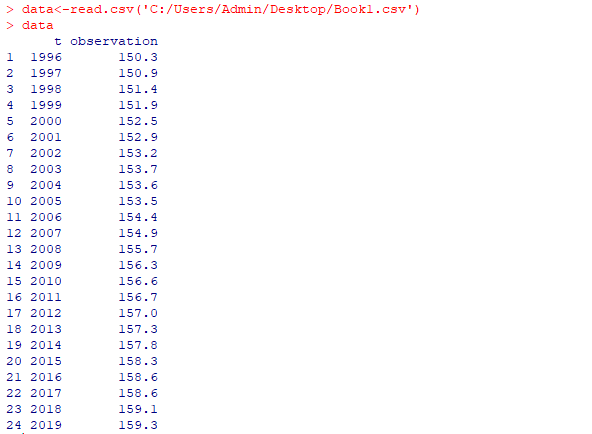 > data<-read.csv('C:/Users/Admin/Desktop/Book1.csv')
> data
t observation
1 1996 150.3
2 1997 150.9
3 1998 151.4
4 1999 151.9
5 2000 152.5
6 2001 152.9
7 2002 153.2
8 2003 153.7
9 2004 153.6
10 2005 153.5
11 2006 154.4
12 2007 154.9
13 2008 155.7
14 2009 156.3
15 2010 156.6
16 2011 156.7
17 2012 157.0
18 2013 157.3
19 2014 157.8
20 2015 158.3
21 2016 158.6
22 2017 158.6
23 2018 159.1
24 2019 159.3